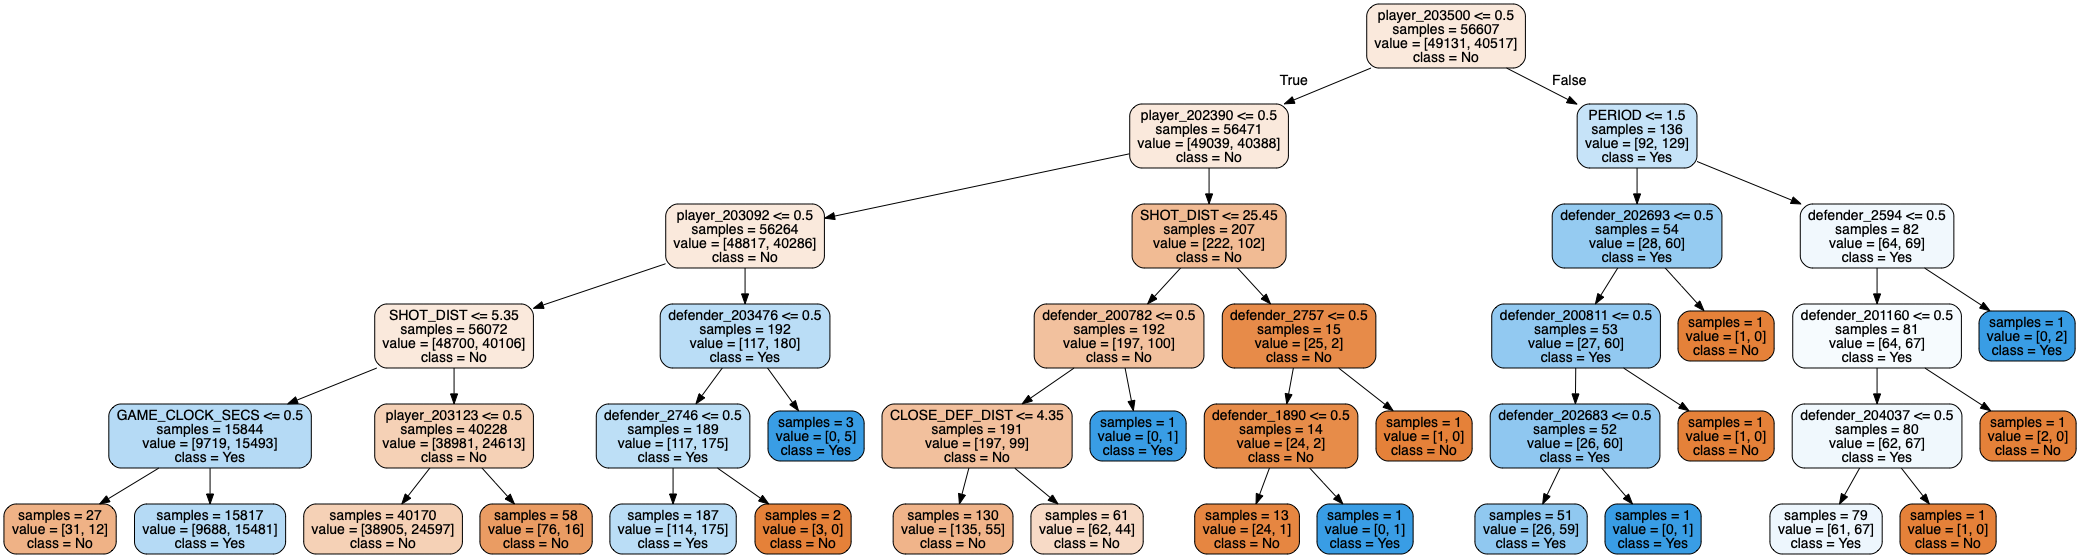 player_203500 <= 0.5
samples = 56607
value = [49131, 40517]
class = No
True
False
player_202390 <= 0.5
samples = 56471
value = [49039, 40388]
class = No
PERIOD <= 1.5
samples = 136
value = [92, 129]
class = Yes
player_203092 <= 0.5
samples = 56264
value = [48817, 40286]
class = No
SHOT_DIST <= 25.45
samples = 207
value = [222, 102]
class = No
defender_202693 <= 0.5
samples = 54
value = [28, 60]
class = Yes
defender_2594 <= 0.5
samples = 82
value = [64, 69]
class = Yes
SHOT_DIST <= 5.35
samples = 56072
value = [48700, 40106]
class = No
defender_203476 <= 0.5
samples = 192
value = [117, 180]
class = Yes
defender_200782 <= 0.5
samples = 192
value = [197, 100]
class = No
defender_2757 <= 0.5
samples = 15
value = [25, 2]
class = No
defender_200811 <= 0.5
samples = 53
value = [27, 60]
class = Yes
samples = 1
value = [1, 0]
class = No
defender_201160 <= 0.5
samples = 81
value = [64, 67]
class = Yes
samples = 1
value = [0, 2]
class = Yes
GAME_CLOCK_SECS <= 0.5
samples = 15844
value = [9719, 15493]
class = Yes
player_203123 <= 0.5
samples = 40228
value = [38981, 24613]
class = No
defender_2746 <= 0.5
samples = 189
value = [117, 175]
class = Yes
samples = 3
value = [0, 5]
class = Yes
CLOSE_DEF_DIST <= 4.35
samples = 191
value = [197, 99]
class = No
samples = 1
value = [0, 1]
class = Yes
defender_1890 <= 0.5
samples = 14
value = [24, 2]
class = No
samples = 1
value = [1, 0]
class = No
defender_202683 <= 0.5
samples = 52
value = [26, 60]
class = Yes
samples = 1
value = [1, 0]
class = No
defender_204037 <= 0.5
samples = 80
value = [62, 67]
class = Yes
samples = 1
value = [2, 0]
class = No
samples = 27
value = [31, 12]
class = No
samples = 15817
value = [9688, 15481]
class = Yes
samples = 40170
value = [38905, 24597]
class = No
samples = 58
value = [76, 16]
class = No
samples = 187
value = [114, 175]
class = Yes
samples = 2
value = [3, 0]
class = No
samples = 130
value = [135, 55]
class = No
samples = 61
value = [62, 44]
class = No
samples = 13
value = [24, 1]
class = No
samples = 1
value = [0, 1]
class = Yes
samples = 51
value = [26, 59]
class = Yes
samples = 1
value = [0, 1]
class = Yes
samples = 79
value = [61, 67]
class = Yes
samples = 1
value = [1, 0]
class = No